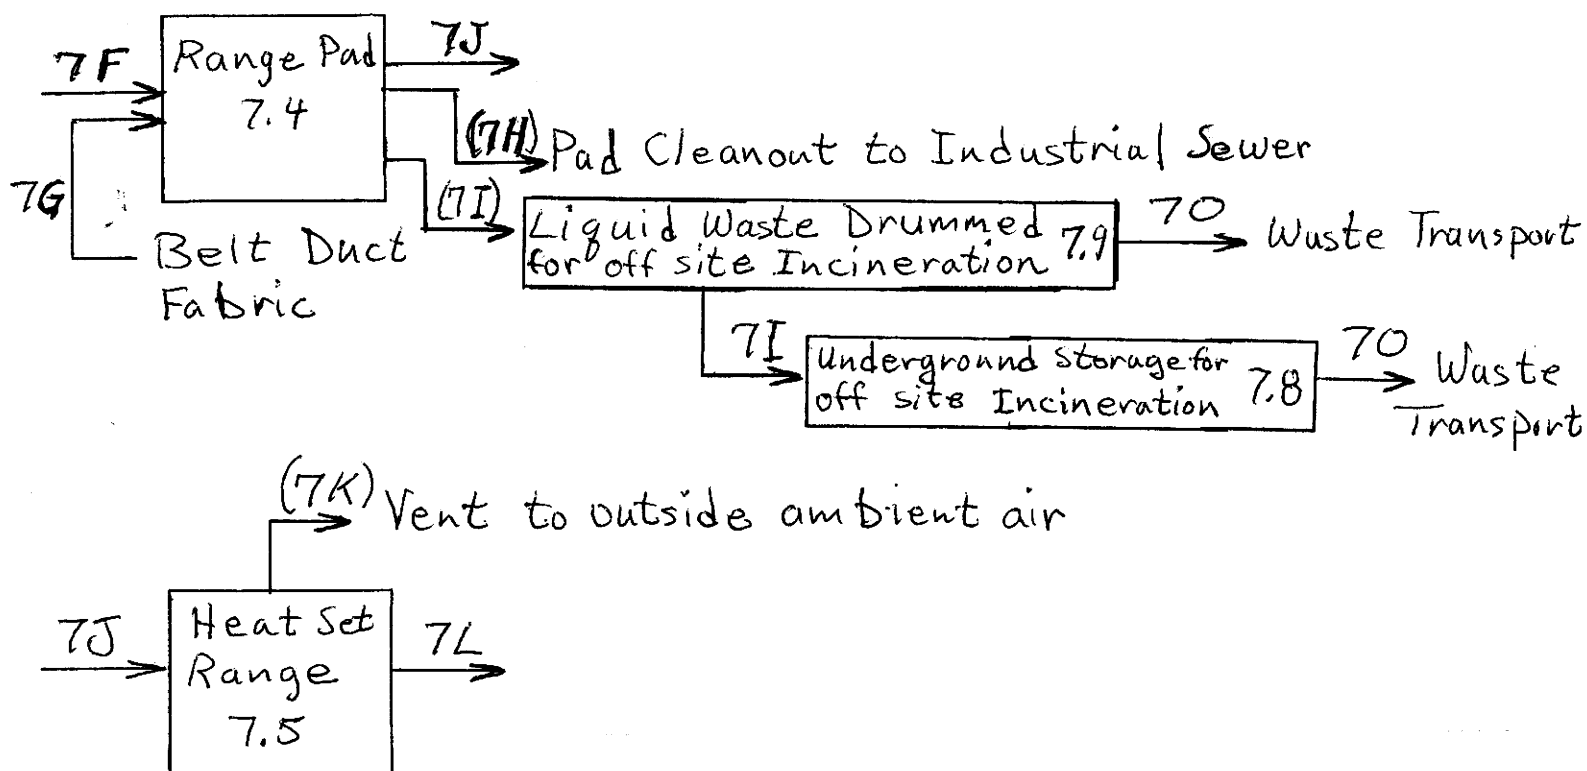 7F
Range Pad
7.4
7J
(7H) Pad Cleanout to Industrial Sewer
7G
Belt Duct
Fabric
(7I)
Liquid Waste Drummed
for off site Incineration 7.9
7O Waste Transport
7I
Underground Storage for
off site Incineration 7.8
7O Waste
Transport
(7K) Vent to outside ambient air
7J
Heat Set
Range
7.5
7L